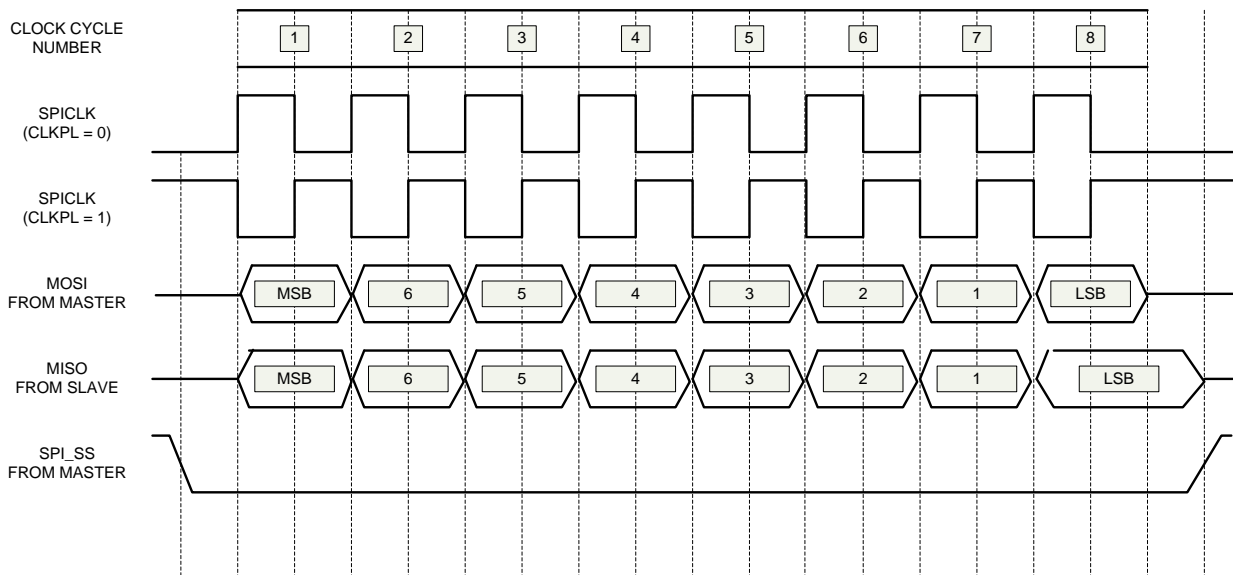 CLOCK CYCLE
NUMBER
1 2 3 4 5 6 7 8
SPICLK
(CLKPL = 0)
SPICLK
(CLKPL = 1)
MOSI
FROM MASTER
MSB 6 5 4 3 2 1 LSB
MISO
FROM SLAVE
MSB 6 5 4 3 2 1 LSB
SPI_SS
FROM MASTER